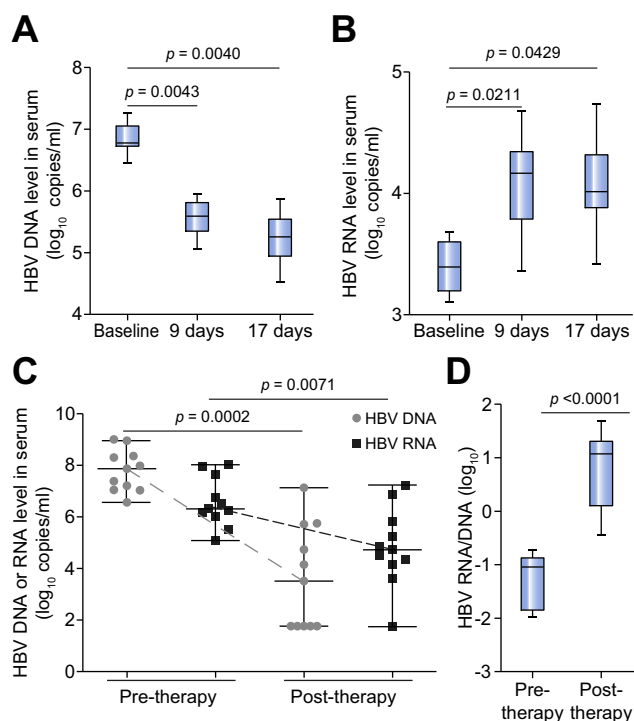 A
p = 0.0040
p = 0.0043
HBV DNA level in serum
(log10 copies/ml)
8
7
6
5
4
Baseline 9 days 17 days
B
p = 0.0429
p = 0.0211
HBV RNA level in serum
(log10 copies/ml)
5
4
3
Baseline 9 days 17 days
C
p = 0.0071
p = 0.0002
HBV DNA
HBV RNA
HBV DNA or RNA level in serum
(log10 copies/ml)
10
8
6
4
2
0
Pre-therapy Post-therapy
D
p <0.0001
HBV RNA/DNA (log10)
2
1
0
-1
-2
-3
Pre-
therapy
Post-
therapy